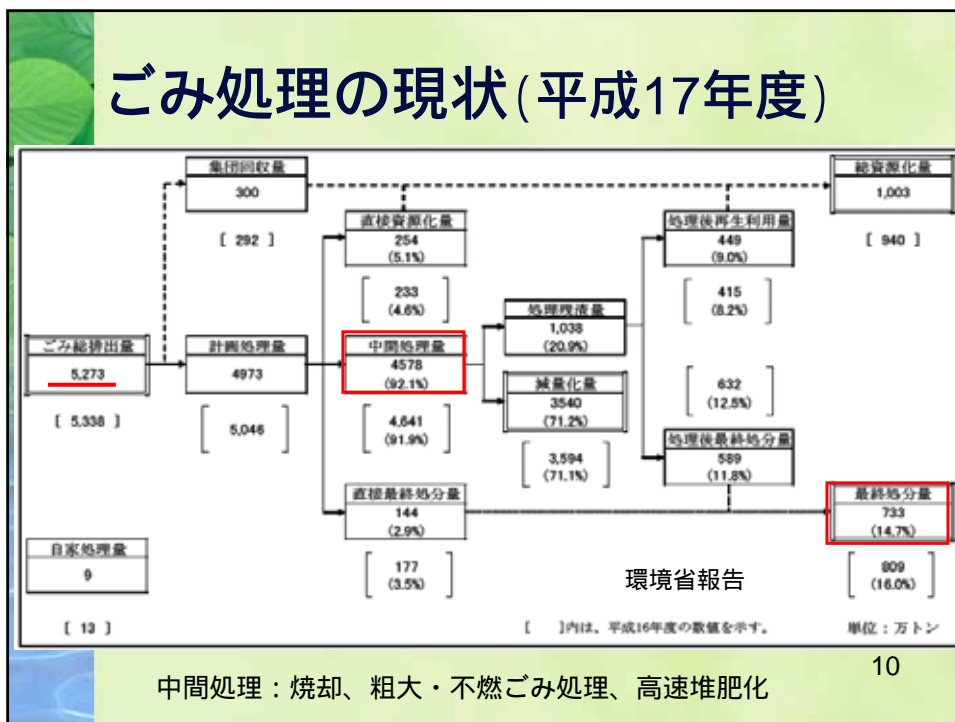 ごみ処理の現状(平成17年度)
集団回収量
300
[ 292 ]
総資源化量
1,003
[ 940 ]
直接資源化量
254
(5.1%)
233
(4.6%)
処理後再生利用量
449
(9.0%)
415
(8.2%)
ごみ総排出量
5,273
[ 5,338 ]
計画処理量
4973
5,046
中間処理量
4578
(92.1%)
4,641
(91.9%)
処理残渣量
1,038
(20.9%)
減量化量
3540
(71.2%)
3,594
(71.1%)
632
(12.5%)
処理後最終処分量
589
(11.8%)
直接最終処分量
144
(2.9%)
177
(3.5%)
最終処分量
733
(14.7%)
809
(16.0%)
自家処理量
9
[ 13 ]
環境省報告
[ ]内は、平成16年度の数値を示す。
単位:万トン
中間処理:焼却、粗大・不燃ごみ処理、高速堆肥化
10